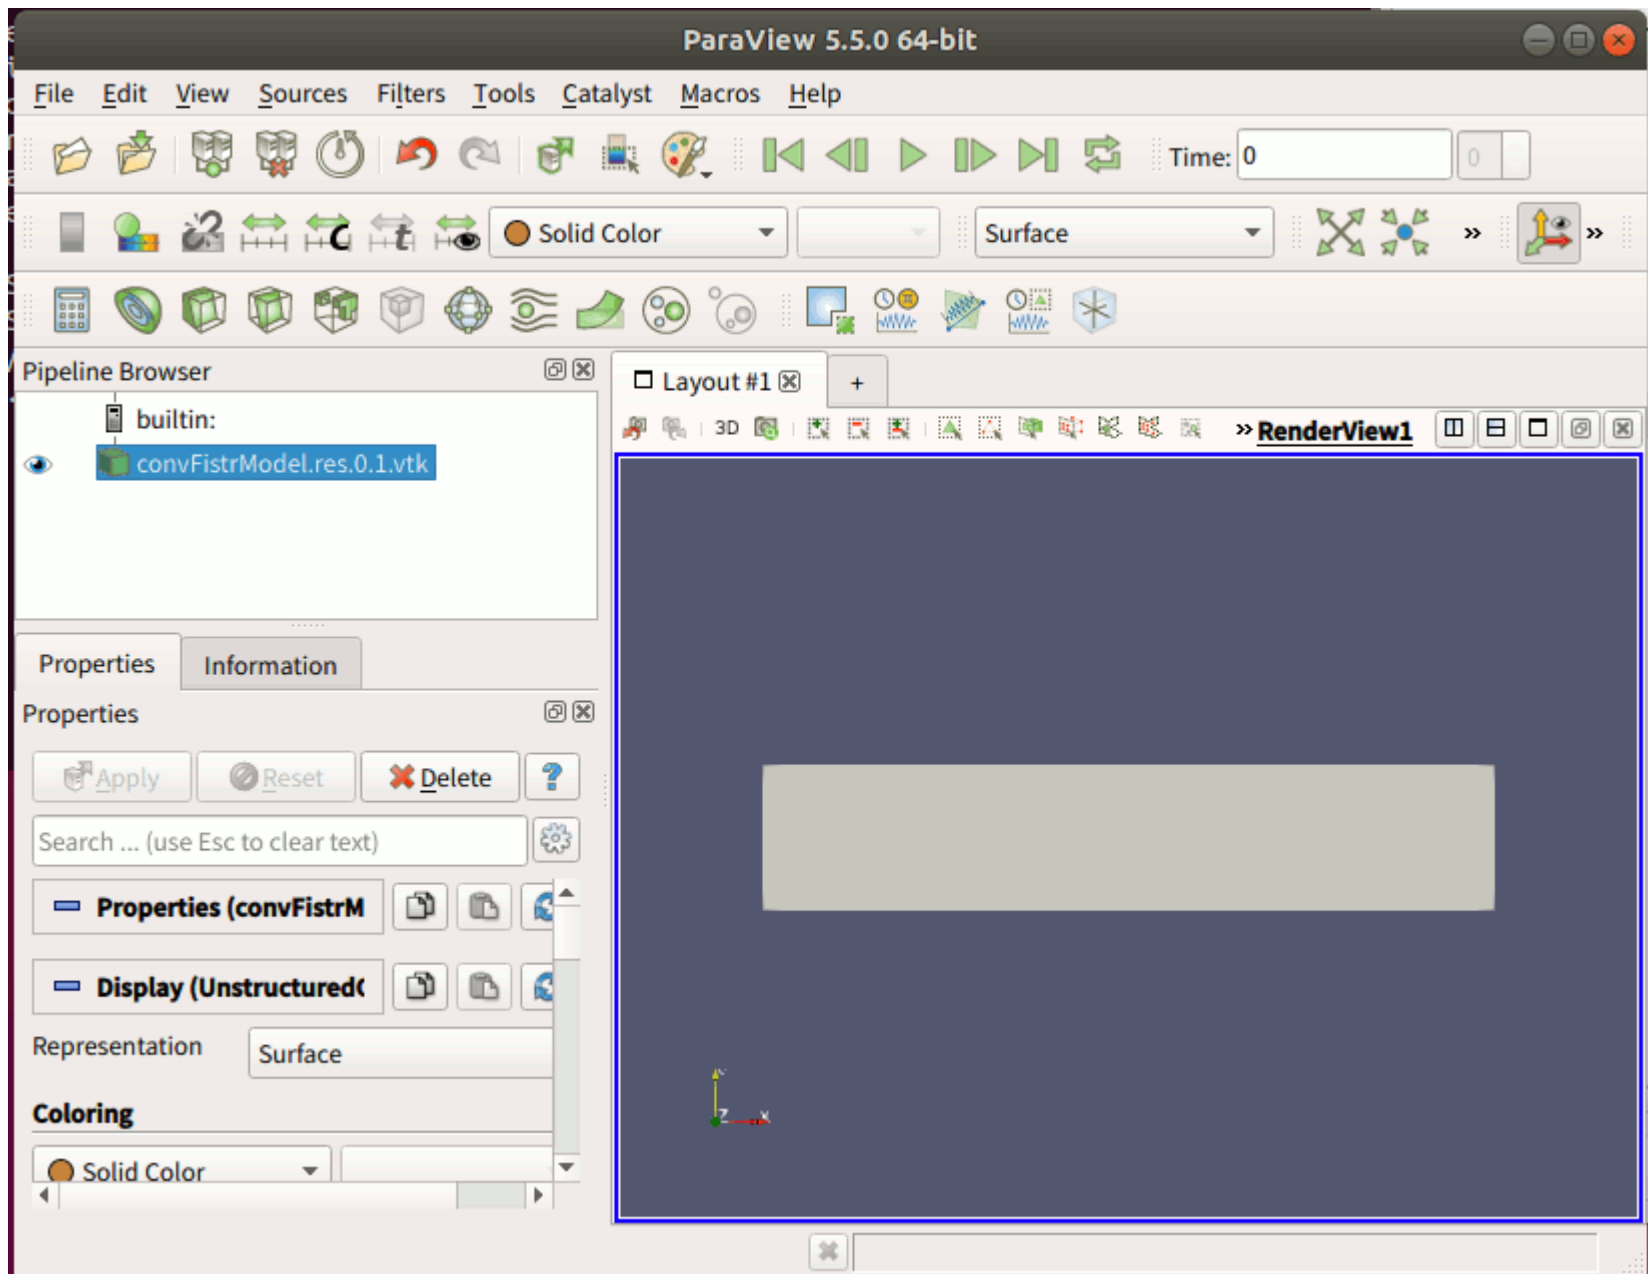 ParaView 5.5.0 64-bit
File Edit View Sources Filters Tools Catalyst Macros Help
Time: 0 0
Solid Color Surface »  »
Pipeline Browser
Layout #1 +
builtin:
3D » RenderView1
convFistrModel.res.0.1.vtk
Properties Information
Properties
Apply Reset Delete ?
Search ... (use Esc to clear text)
Properties (convFistrM
Display (Unstructured
Representation Surface
Coloring
Solid Color
Y
Z X